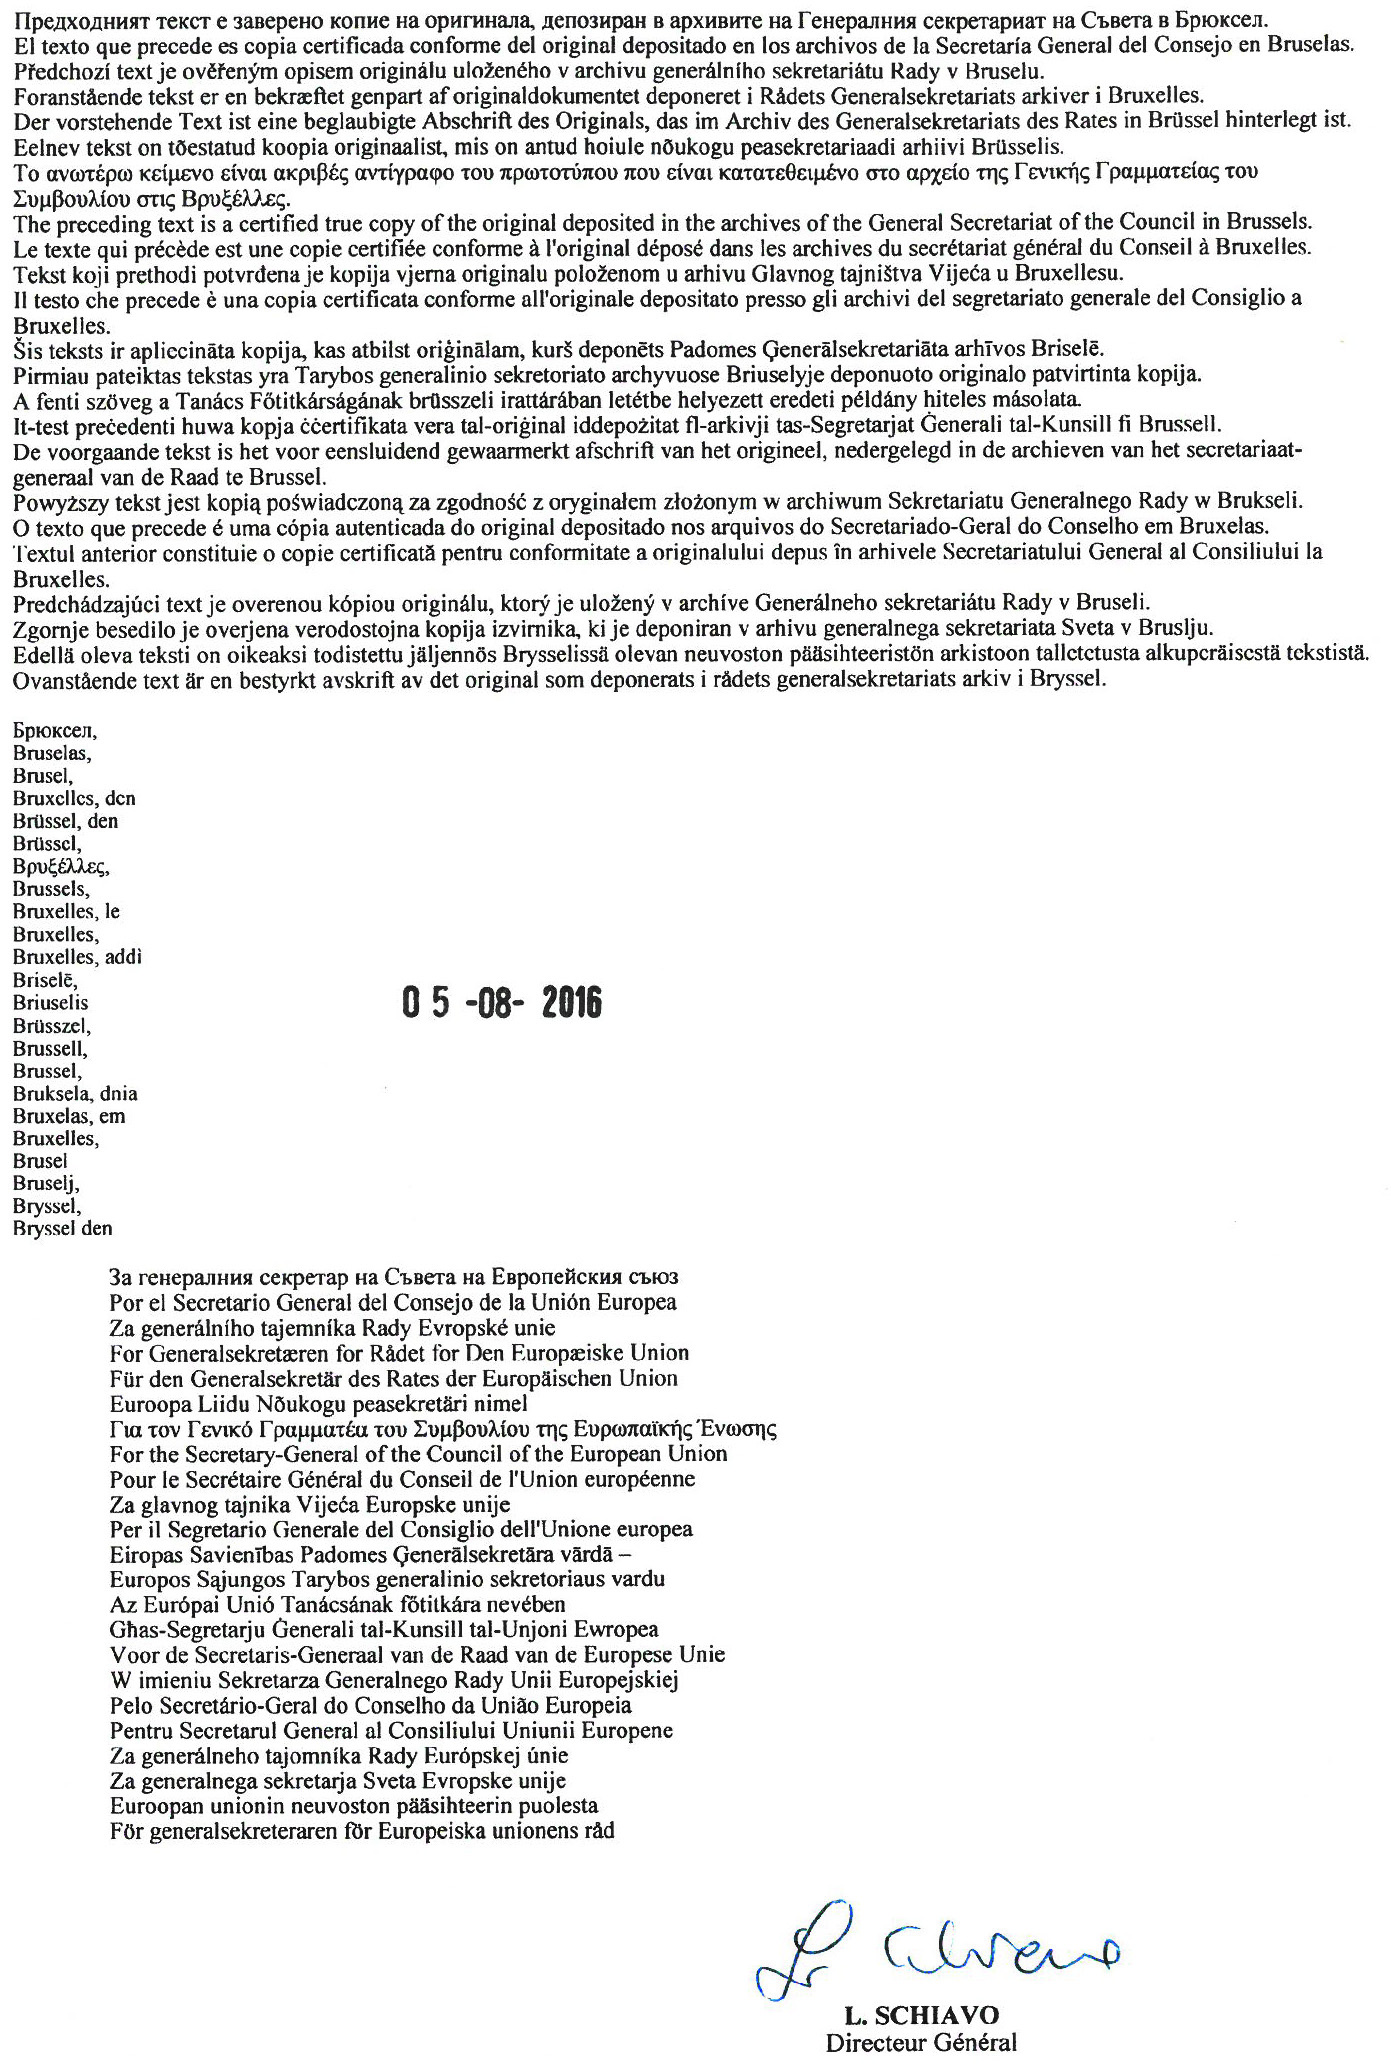 Предходният текст е заверено копие на оригинала, депозиран в архивите на Генералния секретариат на Съвета в Брюксел.
El texto que precede es copia certificada conforme del original depositado en los archivos de la Secretaría General del Consejo en Bruselas.
Předchozí text je ověřeným opisem originálu uloženého v archivu generálního sekretariátu Rady v Bruselu.
Foranstående tekst er en bekræftet genpart af originaldokumentet deponeret i Rådets Generalsekretariats arkiver i Bruxelles.
Der vorstehende Text ist eine beglaubigte Abschrift des Originals, das im Archiv des Generalsekretariats des Rates in Brüssel hinterlegt ist.
Eelnev tekst on tõestatud koopia originaalist, mis on antud hoiule nõukogu peasekretariaadi arhiivi Brüsselis.
Το ανωτέρω κείμενο είναι ακριβές αντίγραφο του πρωτοτύπου που είναι κατατεθειμένο στο αρχείο της Γενικής Γραμματείας του
Συμβουλίου στις Βρυξέλλες.
The preceding text is a certified true copy of the original deposited in the archives of the General Secretariat of the Council in Brussels.
Le texte qui précède est une copie certifiée conforme à l'original déposé dans les archives du secrétariat général du Conseil à Bruxelles.
Tekst koji prethodi potvrđena je kopija vjerna originalu položenom u arhivu Glavnog tajništva Vijeća u Bruxellesu.
Il testo che precede è una copia certificata conforme all'originale depositato presso gli archivi del segretariato generale del Consiglio a
Bruxelles.
Šis teksts ir apliecināta kopija, kas atbilst oriģinālam, kurš deponēts Padomes Ģenerālsekretariāta arhīvos Briselē.
Pirmiau pateiktas tekstas yra Tarybos generalinio sekretoriato archyvuose Briuselyje deponuoto originalo patvirtinta kopija.
A fenti szöveg a Tanács Főtitkárságának brüsszeli irattárában letétbe helyezett eredeti példány hiteles másolata.
It-test preċedenti huwa kopja ċċertifikata vera tal-oriġinal iddepożitat fl-arkivji tas-Segretarjat Ġenerali tal-Kunsill fi Brussell.
De voorgaande tekst is het voor eensluidend gewaarmerkt afschrift van het origineel, nedergelegd in de archieven van het secretariaat-
generaal van de Raad te Brussel.
Powyższy tekst jest kopią poświadczoną za zgodność z oryginałem złożonym w archiwum Sekretariatu Generalnego Rady w Brukseli.
O texto que precede é uma cópia autenticada do original depositado nos arquivos do Secretariado-Geral do Conselho em Bruxelas.
Textul anterior constituie o copie certificată pentru conformitate a originalului depus în arhivele Secretariatului General al Consiliului la
Bruxelles.
Predchádzajúci text je overenou kópiou originálu, ktorý je uložený v archíve Generálneho sekretariátu Rady v Bruseli.
Zgornje besedilo je overjena verodostojna kopija izvirnika, ki je deponiran v arhivu generalnega sekretariata Sveta v Bruslju.
Edellä oleva teksti on oikeaksi todistettu jäljennös Brysselissä olevan neuvoston pääsihteeristön arkistoon talletetusta alkuperäisestä tekstistä.
Ovanstående text är en bestyrkt avskrift av det original som deponerats i rådets generalsekretariats arkiv i Bryssel.
Брюксел,
Bruselas,
Brusel,
Bruxelles, den
Brüssel, den
Brüssel,
Βρυξέλλες,
Brussels,
Bruxelles, le
Bruxelles,
Bruxelles, addì
Briselē,
Briuselis
Brüsszel,
Brussell,
Brussel,
Bruksela, dnia
Bruxelas, em
Bruxelles,
Brusel
Bruselj,
Bryssel,
Bryssel den
05 -08- 2016
За генералния секретар на Съвета на Европейския съюз
Por el Secretario General del Consejo de la Unión Europea
Za generálního tajemníka Rady Evropské unie
For Generalsekretæren for Rådet for Den Europæiske Union
Für den Generalsekretär des Rates der Europäischen Union
Euroopa Liidu Nõukogu peasekretäri nimel
Για τον Γενικό Γραμματέα του Συμβουλίου της Ευρωπαϊκής Ένωσης
For the Secretary-General of the Council of the European Union
Pour le Secrétaire Général du Conseil de l'Union européenne
Za glavnog tajnika Vijeća Europske unije
Per il Segretario Generale del Consiglio dell'Unione europea
Eiropas Savienības Padomes Ģenerālsekretāra vārdā –
Europos Sąjungos Tarybos generalinio sekretoriaus vardu
Az Európai Unió Tanácsának főtitkára nevében
Għas-Segretarju Ġenerali tal-Kunsill tal-Unjoni Ewropea
Voor de Secretaris-Generaal van de Raad van de Europese Unie
W imieniu Sekretarza Generalnego Rady Unii Europejskiej
Pelo Secretário-Geral do Conselho da União Europeia
Pentru Secretarul General al Consiliului Uniunii Europene
Za generálneho tajomníka Rady Európskej únie
Za generalnega sekretarja Sveta Evropske unije
Euroopan unionin neuvoston pääsihteerin puolesta
För generalsekreteraren för Europeiska unionens råd
L. SCHIAVO
Directeur Général